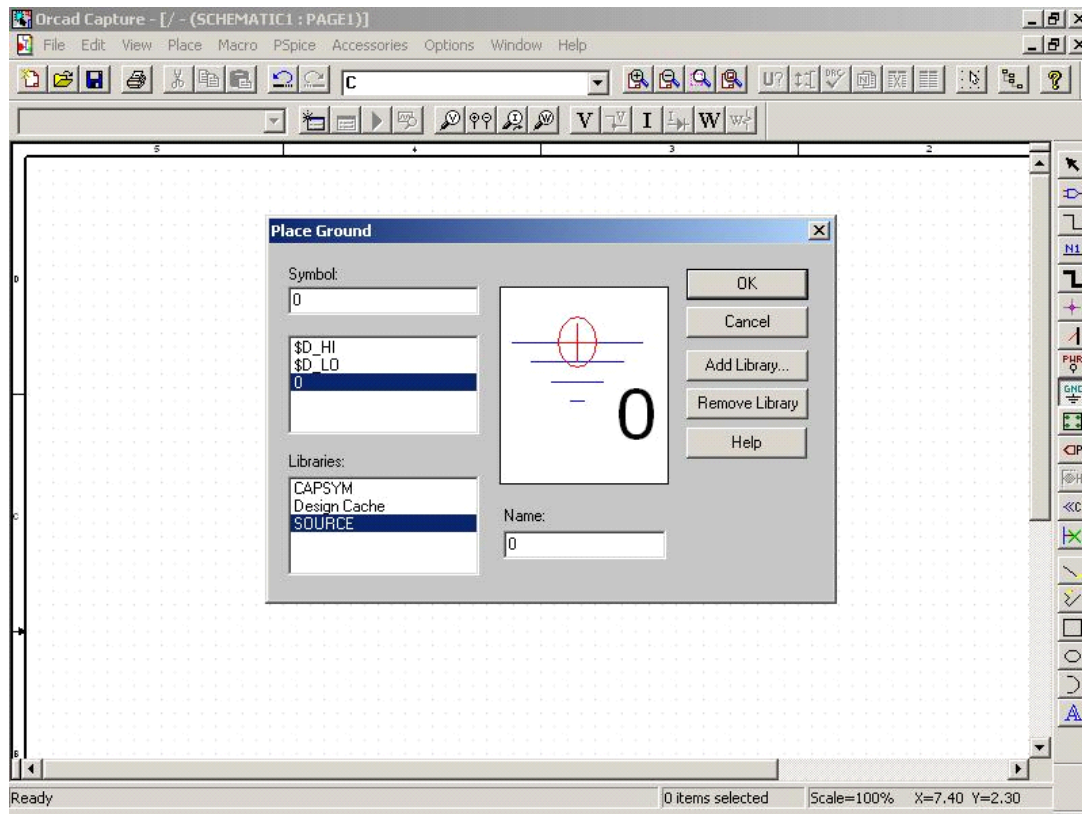 Orcad Capture - [/ - (SCHEMATIC1 : PAGE1)]
File Edit View Place Macro PSpice Accessories Options Window Help
C U?
V I W
5 4 3 2
Place Ground
Symbol:
0
$D_HI
$D_LO
0
Libraries:
CAPSYM
Design Cache
SOURCE
0
Name:
0
OK
Cancel
Add Library...
Remove Library
Help
D
C
B
N1
PWR
GND
Ready 0 items selected Scale=100% X=7.40 Y=2.30